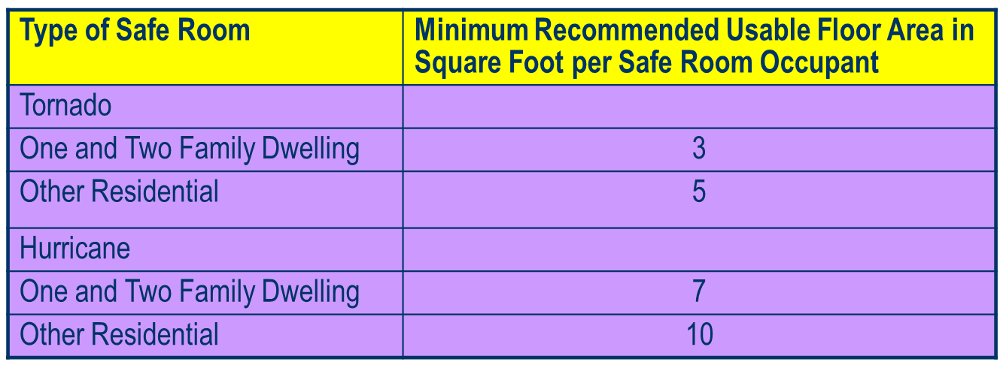 Type of Safe Room
Minimum Recommended Usable Floor Area in
Square Foot per Safe Room Occupant
Tornado
One and Two Family Dwelling 3
Other Residential 5
Hurricane
One and Two Family Dwelling 7
Other Residential 10